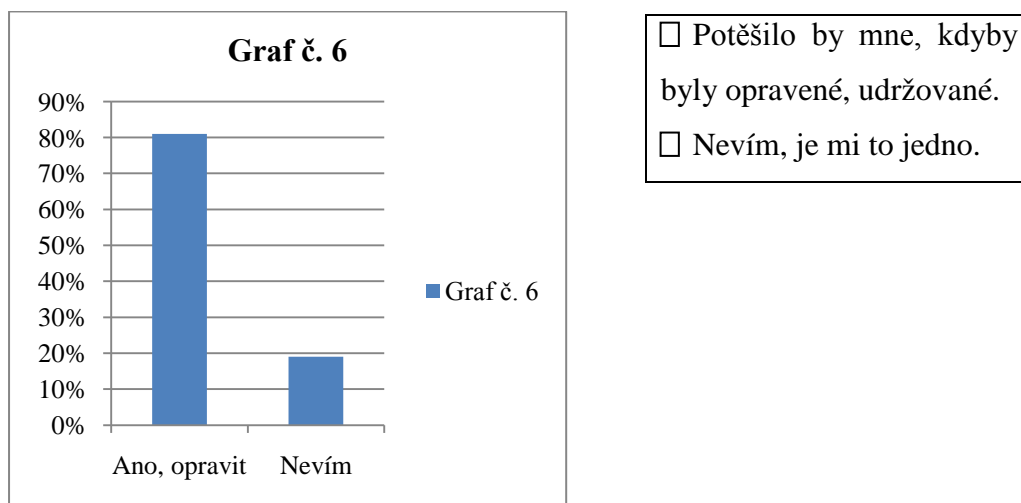 Graf č. 6
90%
80%
70%
60%
50%
40%
30%
20%
10%
0%
Ano, opravit Nevím
Graf č. 6
☐ Potěšilo by mne, kdyby
byly opravené, udržované.
☐ Nevím, je mi to jedno.